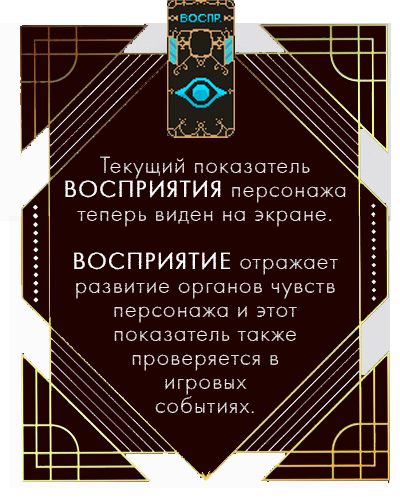 ВОСПР.
Текущий показатель
ВОСПРИЯТИЯ персонажа
теперь виден на экране.
ВОСПРИЯТИЕ отражает
развитие органов чувств
персонажа и этот
показатель также
проверяется в
игровых
событиях.